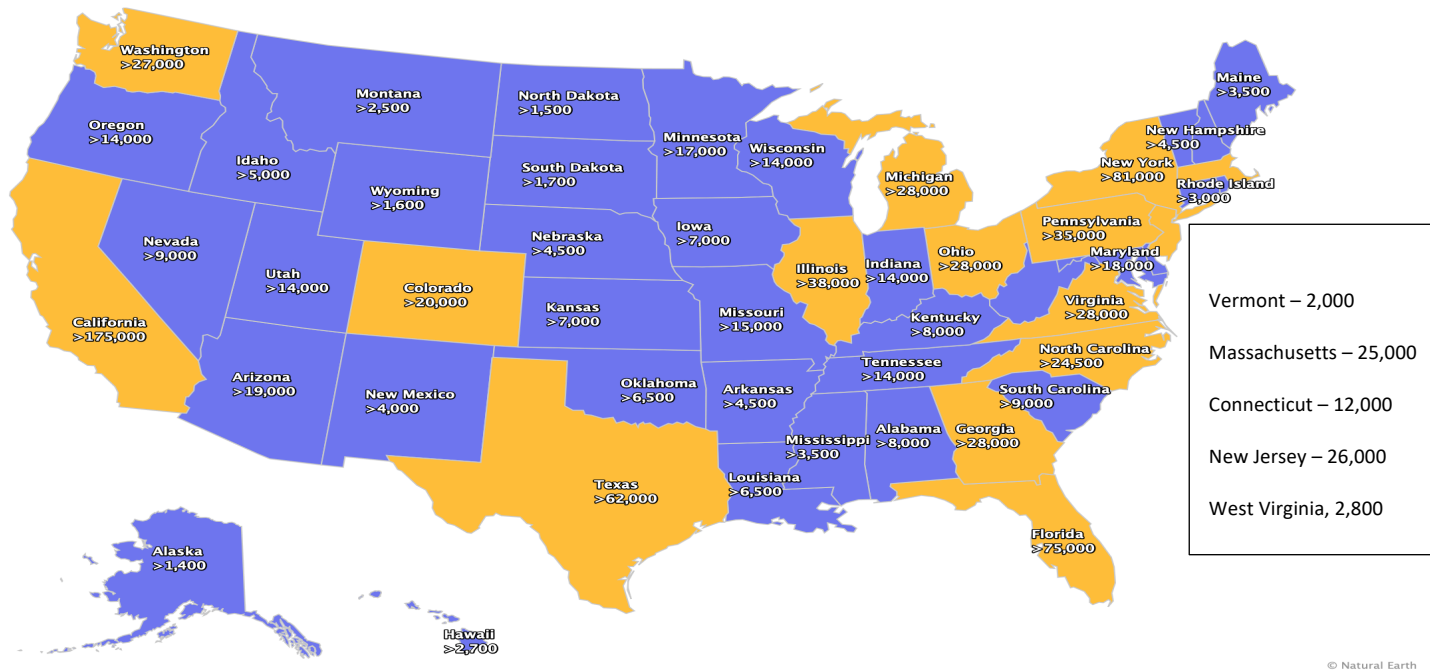 Washington
>27,000
Montana
>2,500
North Dakota
>1,500
Minnesota
>17,000
Maine
>3,500
Oregon
>14,000
Idaho
>5,000
Wisconsin
>14,000
New Hampshire
>4,500
South Dakota
>1,700
Michigan
>28,000
New York
>81,000
Rhode Island
>3,000
Wyoming
>1,600
Iowa
>7,000
Pennsylvania
>35,000
Nevada
>9,000
Nebraska
>4,500
Maryland
>18,000
Utah
>14,000
Colorado
>20,000
Illinois
>38,000
Indiana
>14,000
Ohio
>28,000
Virginia
>28,000
California
>175,000
Kansas
>7,000
Missouri
>15,000
Kentucky
>8,000
North Carolina
>24,500
Tennessee
>14,000
Arizona
>19,000
New Mexico
>4,000
Oklahoma
>6,500
Arkansas
>4,500
South Carolina
>9,000
Mississippi
>3,500
Alabama
>8,000
Georgia
>28,000
Texas
>62,000
Louisiana
>6,500
Florida
>75,000
Alaska
>1,400
Hawaii
>2,700
Vermont – 2,000
Massachusetts – 25,000
Connecticut – 12,000
New Jersey – 26,000
West Virginia, 2,800
© Natural Earth